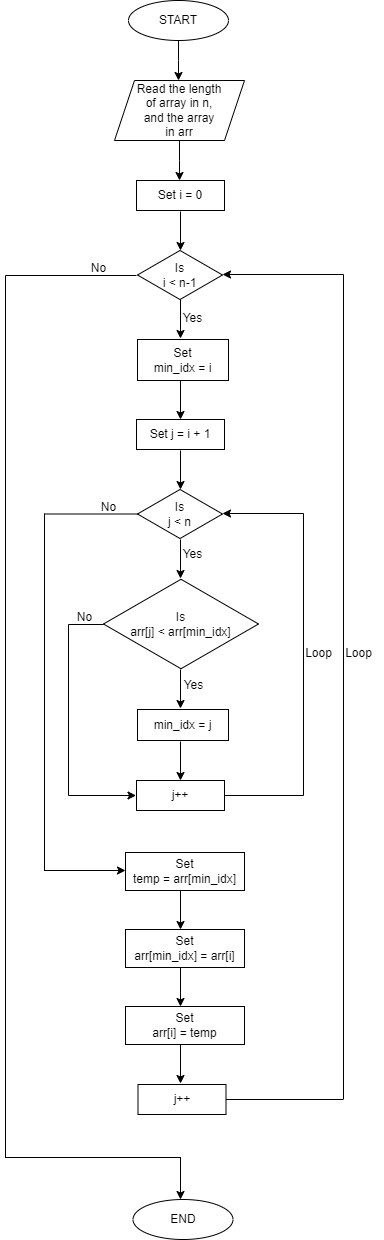 START
Read the length
of array in n,
and the array
in arr
Set i = 0
Is
i < n-1
No
Yes
Set
min_idx = i
Set j = i + 1
Is
j < n
No
Yes
Is
arr[j] < arr[min_idx]
No
Yes
Loop
Loop
min_idx = j
j++
Set
temp = arr[min_idx]
Set
arr[min_idx] = arr[i]
Set
arr[i] = temp
j++
END